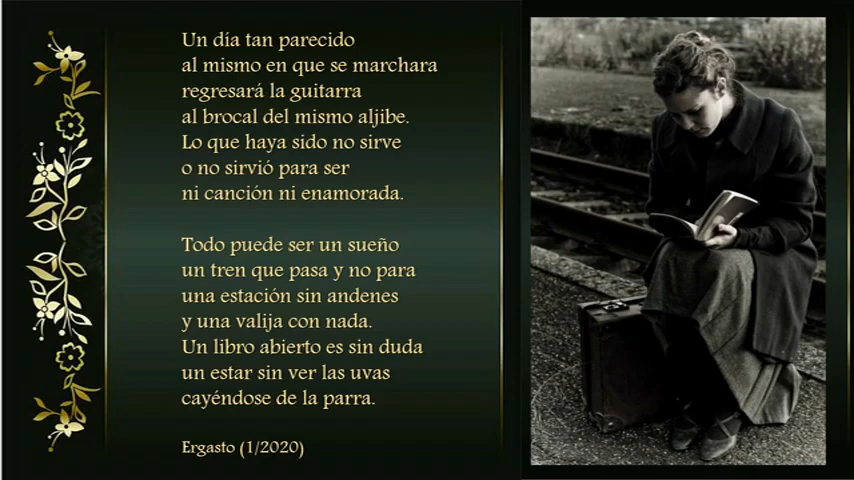 Un día tan parecido
al mismo en que se marchara
regresará la guitarra
al brocal del mismo aljibe.
Lo que haya sido no sirve
o no sirvió para ser
ni canción ni enamorada.
Todo puede ser un sueño
un tren que pasa y no para
una estación sin andenes
y una valija con nada.
Un libro abierto es sin duda
un estar sin ver las uvas
cayéndose de la parra.
Ergasto (1/2020)